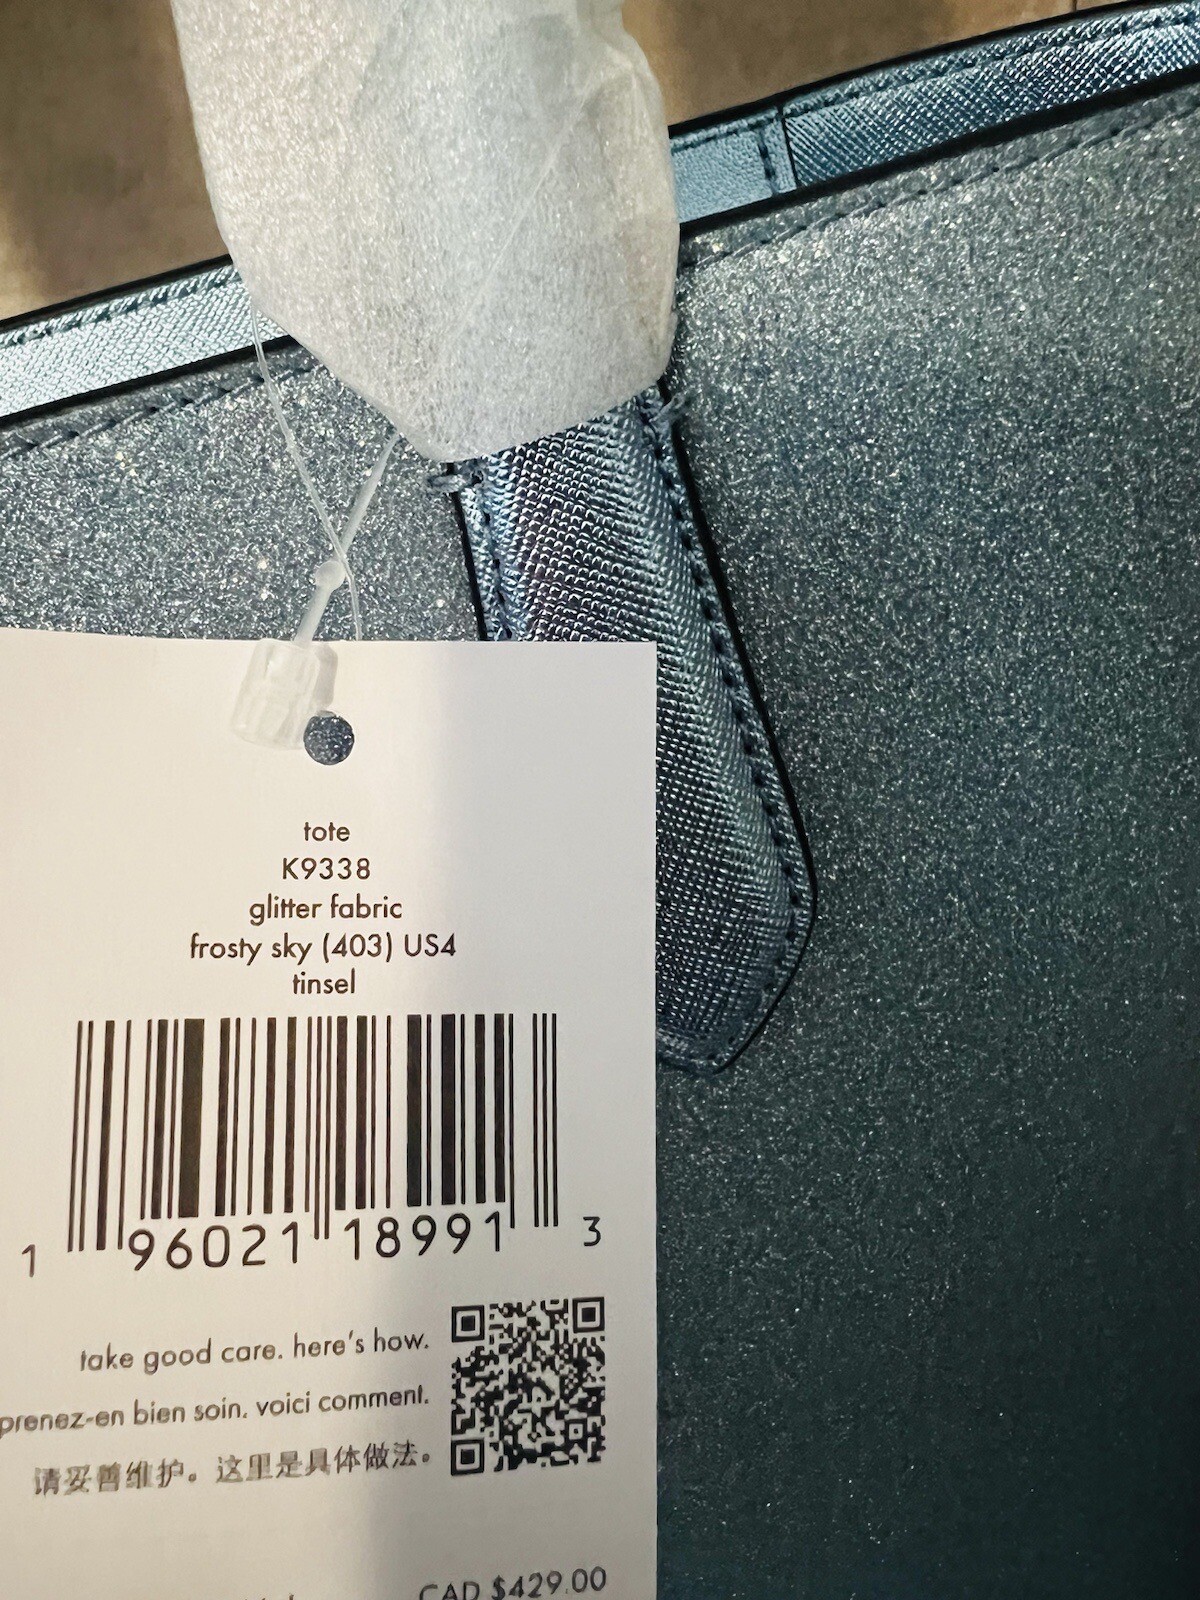 tote
K9338
glitter fabric
frosty sky (403) US4
tinsel
1 96021 18991 3
take good care. here's how.
prenez-en bien soin. voici comment.
请妥善维护。这里是具体做法。
CAD $429.00